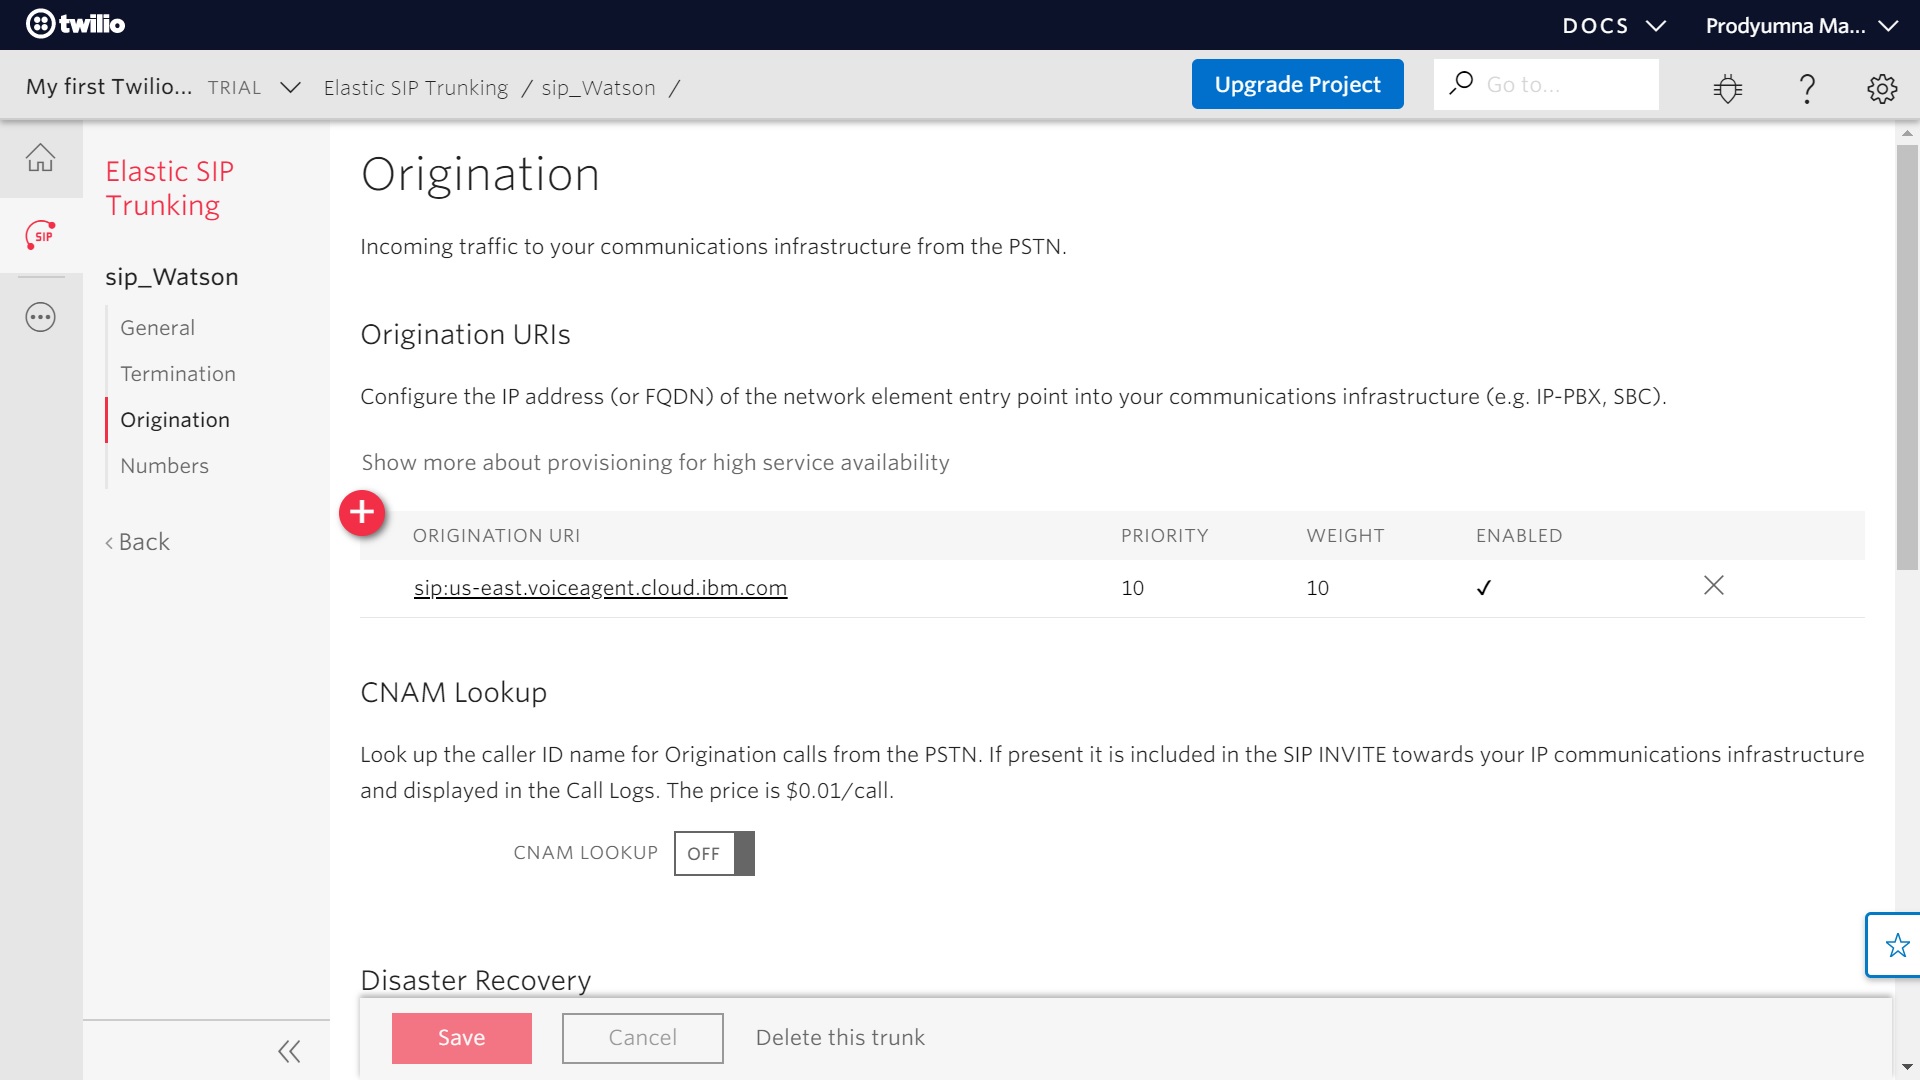 twilio
DOCS
Prodyumna Ma...
My first Twilio... TRIAL
Elastic SIP Trunking / sip_Watson /
Upgrade Project
Go to...
Elastic SIP
Trunking
SIP
sip_Watson
General
Termination
Origination
Numbers
‹ Back
Origination
Incoming traffic to your communications infrastructure from the PSTN.
Origination URIs
Configure the IP address (or FQDN) of the network element entry point into your communications infrastructure (e.g. IP-PBX, SBC).
Show more about provisioning for high service availability
ORIGINATION URI PRIORITY WEIGHT ENABLED
sip:us-east.voiceagent.cloud.ibm.com 10 10 ✓
CNAM Lookup
Look up the caller ID name for Origination calls from the PSTN. If present it is included in the SIP INVITE towards your IP communications infrastructure
and displayed in the Call Logs. The price is $0.01/call.
CNAM LOOKUP OFF
Disaster Recovery
Save Cancel Delete this trunk